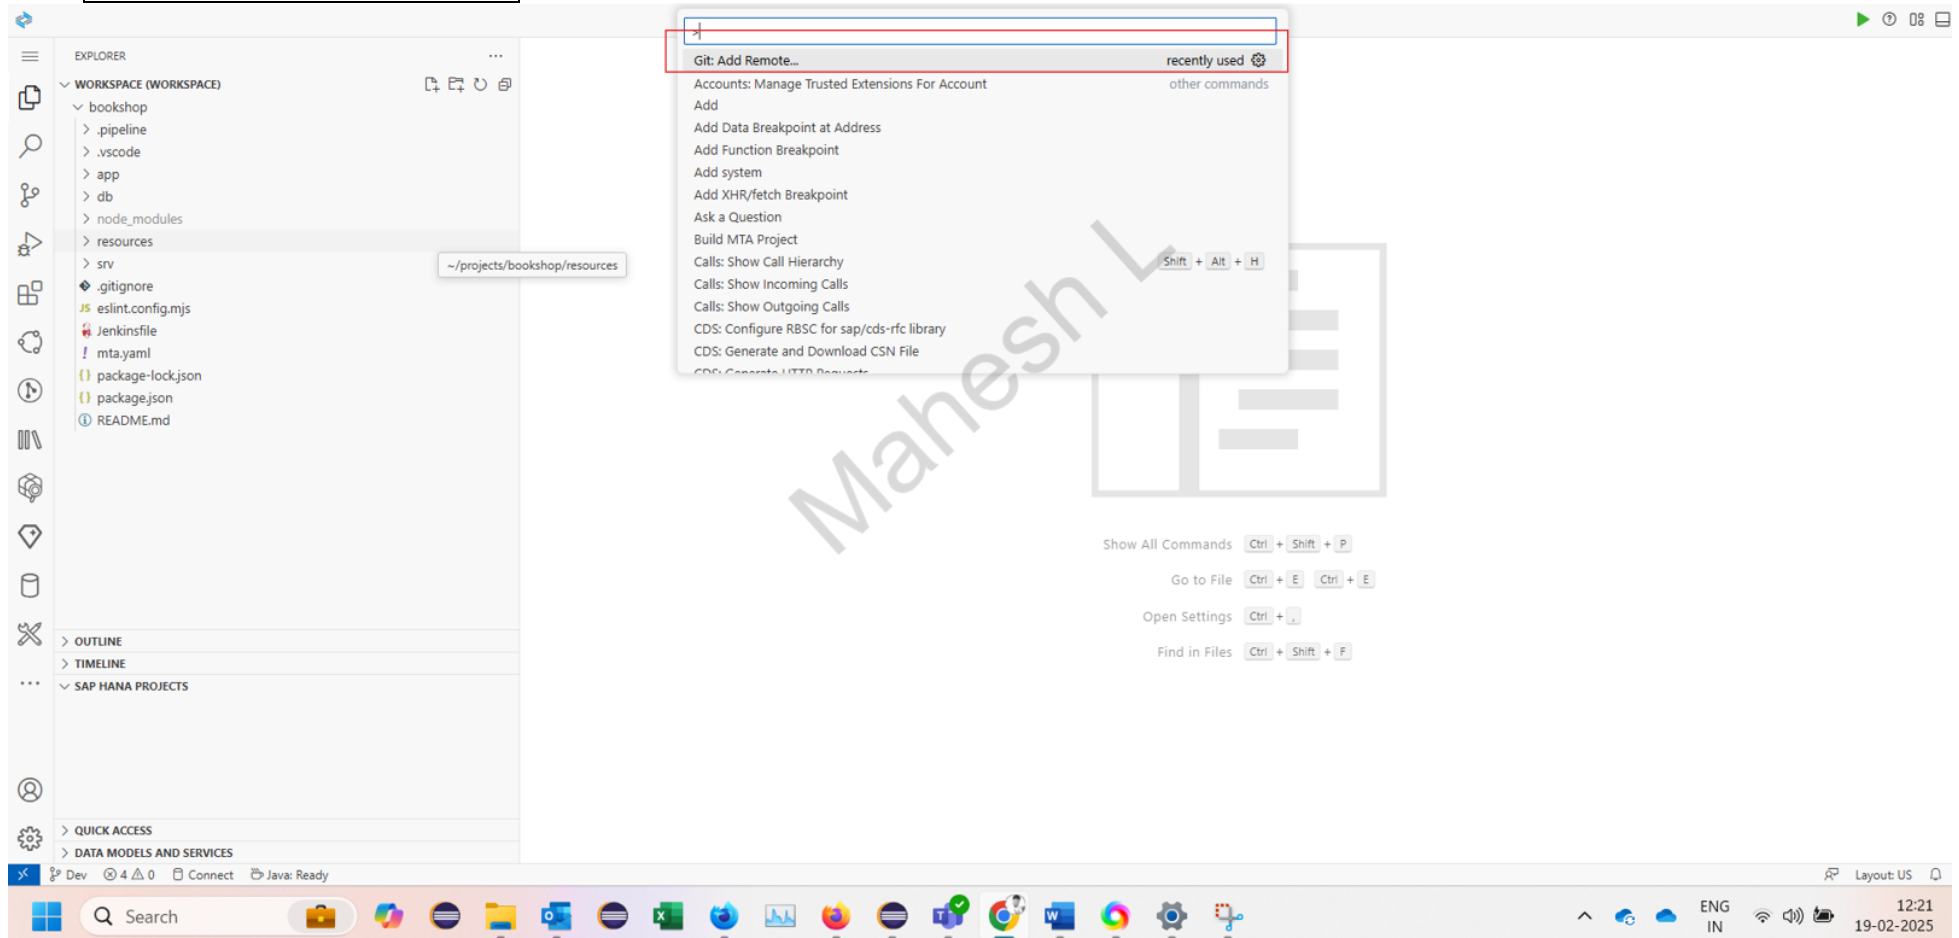 >
Git: Add Remote... recently used
Accounts: Manage Trusted Extensions For Account other commands
Add
Add Data Breakpoint at Address
Add Function Breakpoint
Add system
Add XHR/fetch Breakpoint
Ask a Question
Build MTA Project
Calls: Show Call Hierarchy Shift + Alt + H
Calls: Show Incoming Calls
Calls: Show Outgoing Calls
CDS: Configure RBSC for sap/cds-rfc library
CDS: Generate and Download CSN File
CDS: Generate HTTP Requests
EXPLORER
WORKSPACE (WORKSPACE)
bookshop
.pipeline
.vscode
app
db
node_modules
resources
~/projects/bookshop/resources
srv
.gitignore
JS eslint.config.mjs
Jenkinsfile
! mta.yaml
{} package-lock.json
{} package.json
README.md
Mahesh L
Show All Commands Ctrl + Shift + P
Go to File Ctrl + E Ctrl + E
Open Settings Ctrl + ,
Find in Files Ctrl + Shift + F
OUTLINE
TIMELINE
SAP HANA PROJECTS
QUICK ACCESS
DATA MODELS AND SERVICES
Dev 4 0 Connect Java: Ready Layout: US
Search
ENG
IN
12:21
19-02-2025